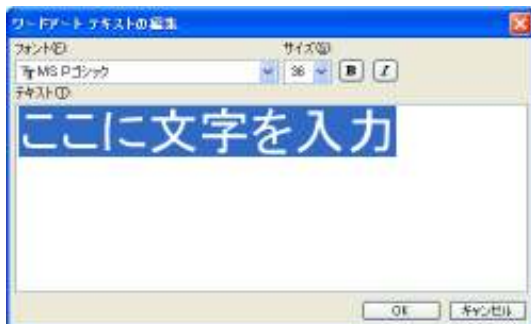 ワードアート テキストの編集
フォント(F):
サイズ(S):
MS Pゴシック
36
B
I
テキスト(T):
ここに文字を入力
OK
キャンセル